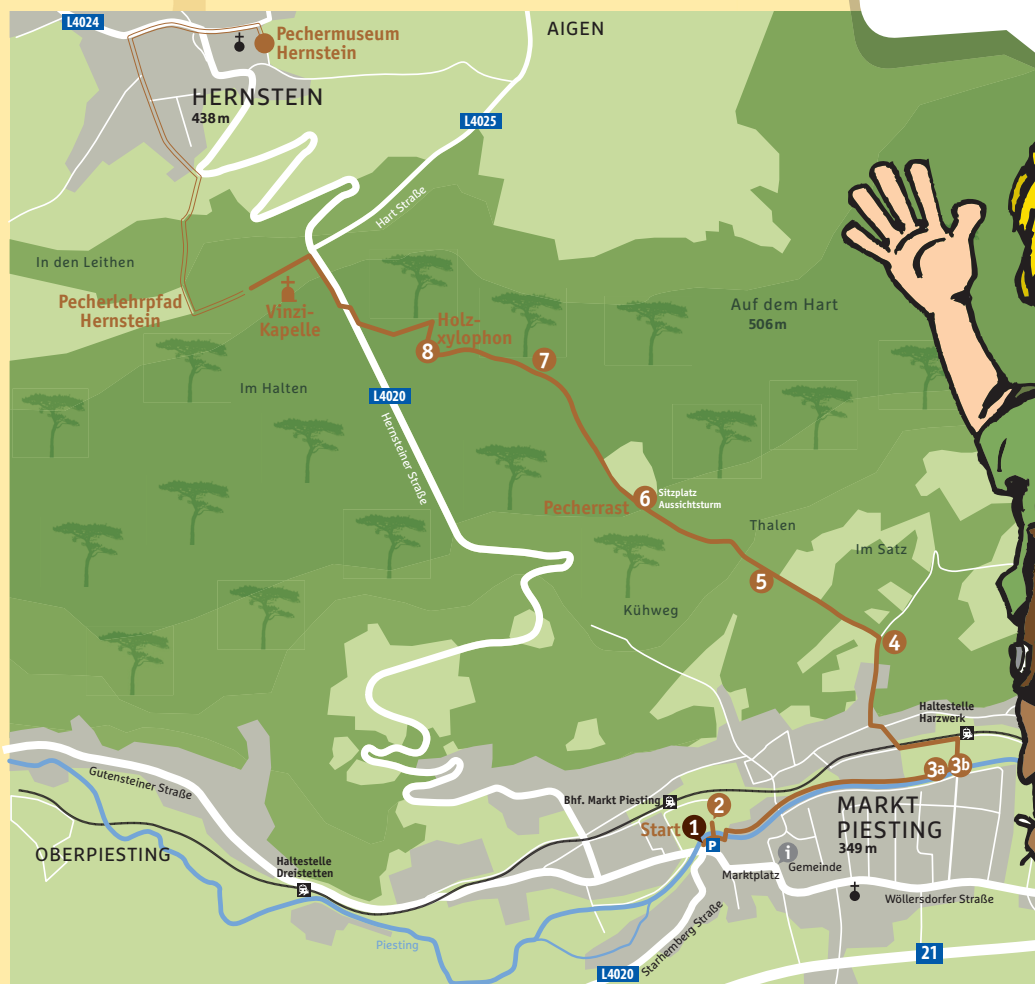 L4024
Pechermuseum
Hernstein
AIGEN
HERNSTEIN
438 m
L4025
Hart Straße
In den Leithen
Pecherlehrpfad
Hernstein
Vinzi-
Kapelle
Holz-
xylophon
8
7
Auf dem Hart
506 m
Im Halten
L4020
Hernsteiner Straße
Pecherrast
6
Sitzplatz
Aussichtsturm
Thalen
Im Satz
5
Kühweg
4
Haltestelle
Harzwerk
3a
3b
Gutensteiner Straße
Bhf. Markt Piesting
2
Start
1
P
MARKT
PIESTING
349 m
i
Gemeinde
Marktplatz
OBERPIESTING
Haltestelle
Dreistetten
Wöllersdorfer Straße
Piesting
Starhemberg Straße
L4020
21